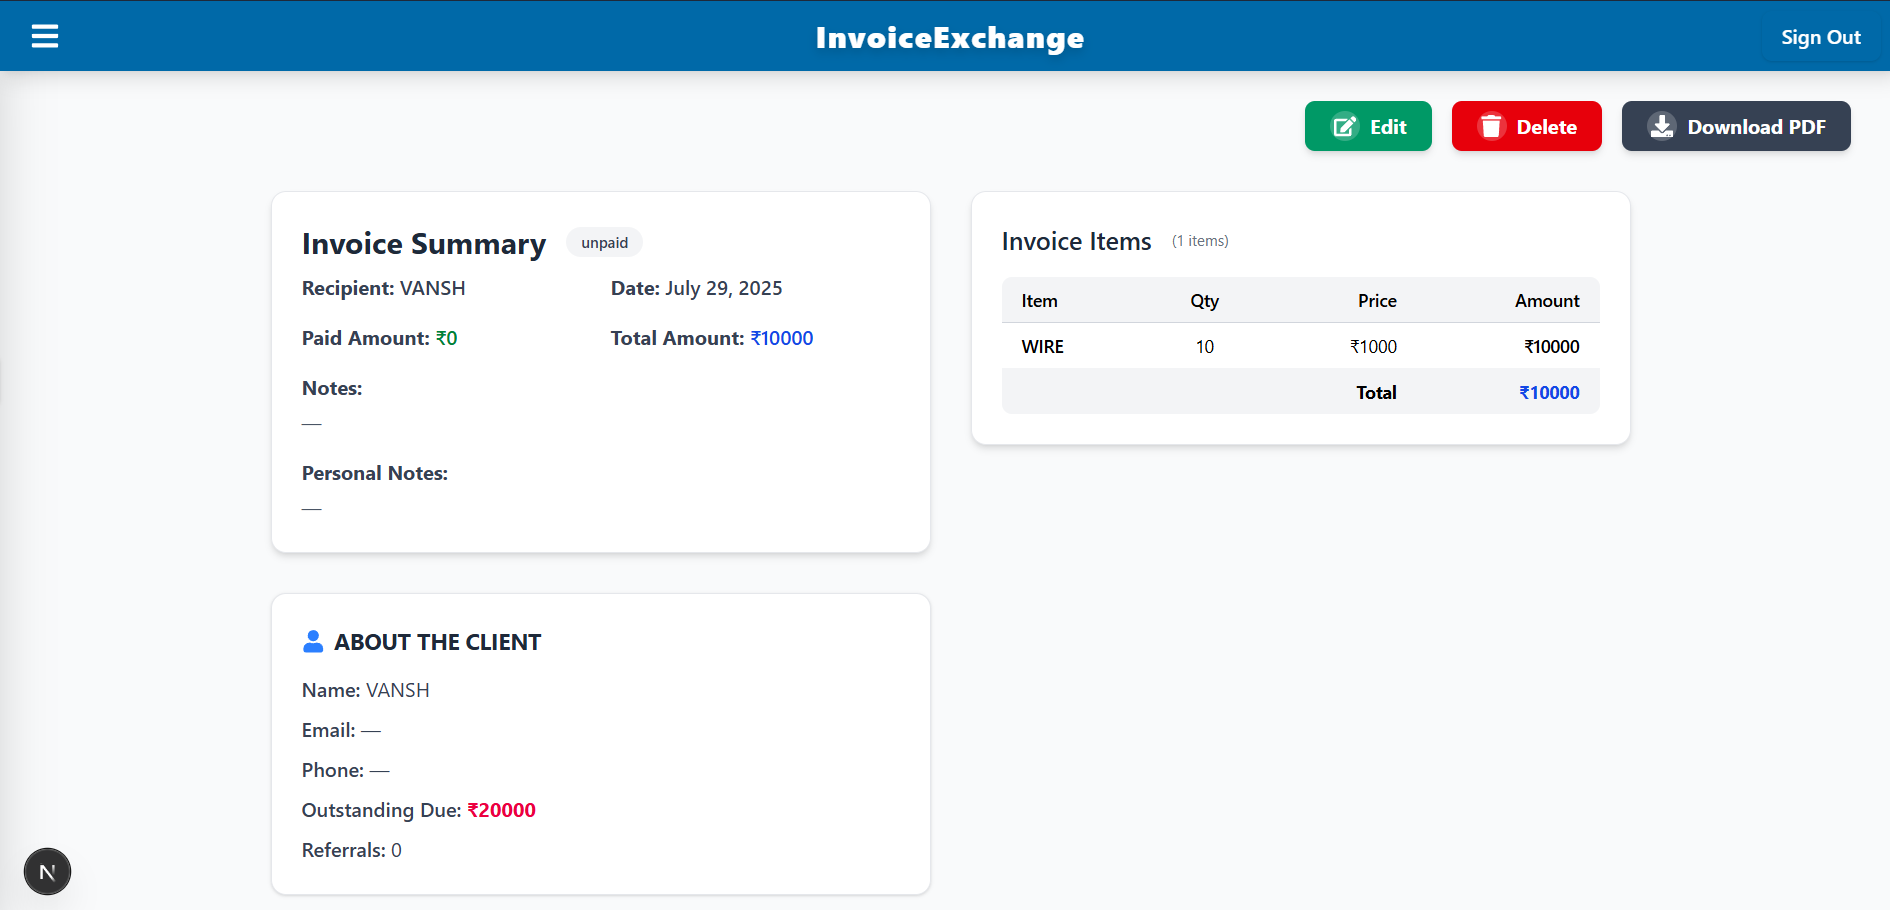 InvoiceExchange
Sign Out
Edit
Delete
Download PDF
Invoice Summary unpaid
Recipient: VANSH Date: July 29, 2025
Paid Amount: ₹0 Total Amount: ₹10000
Notes:
—
Personal Notes:
—
Invoice Items (1 items)
Item Qty Price Amount
WIRE 10 ₹1000 ₹10000
Total ₹10000
ABOUT THE CLIENT
Name: VANSH
Email: —
Phone: —
Outstanding Due: ₹20000
Referrals: 0
N